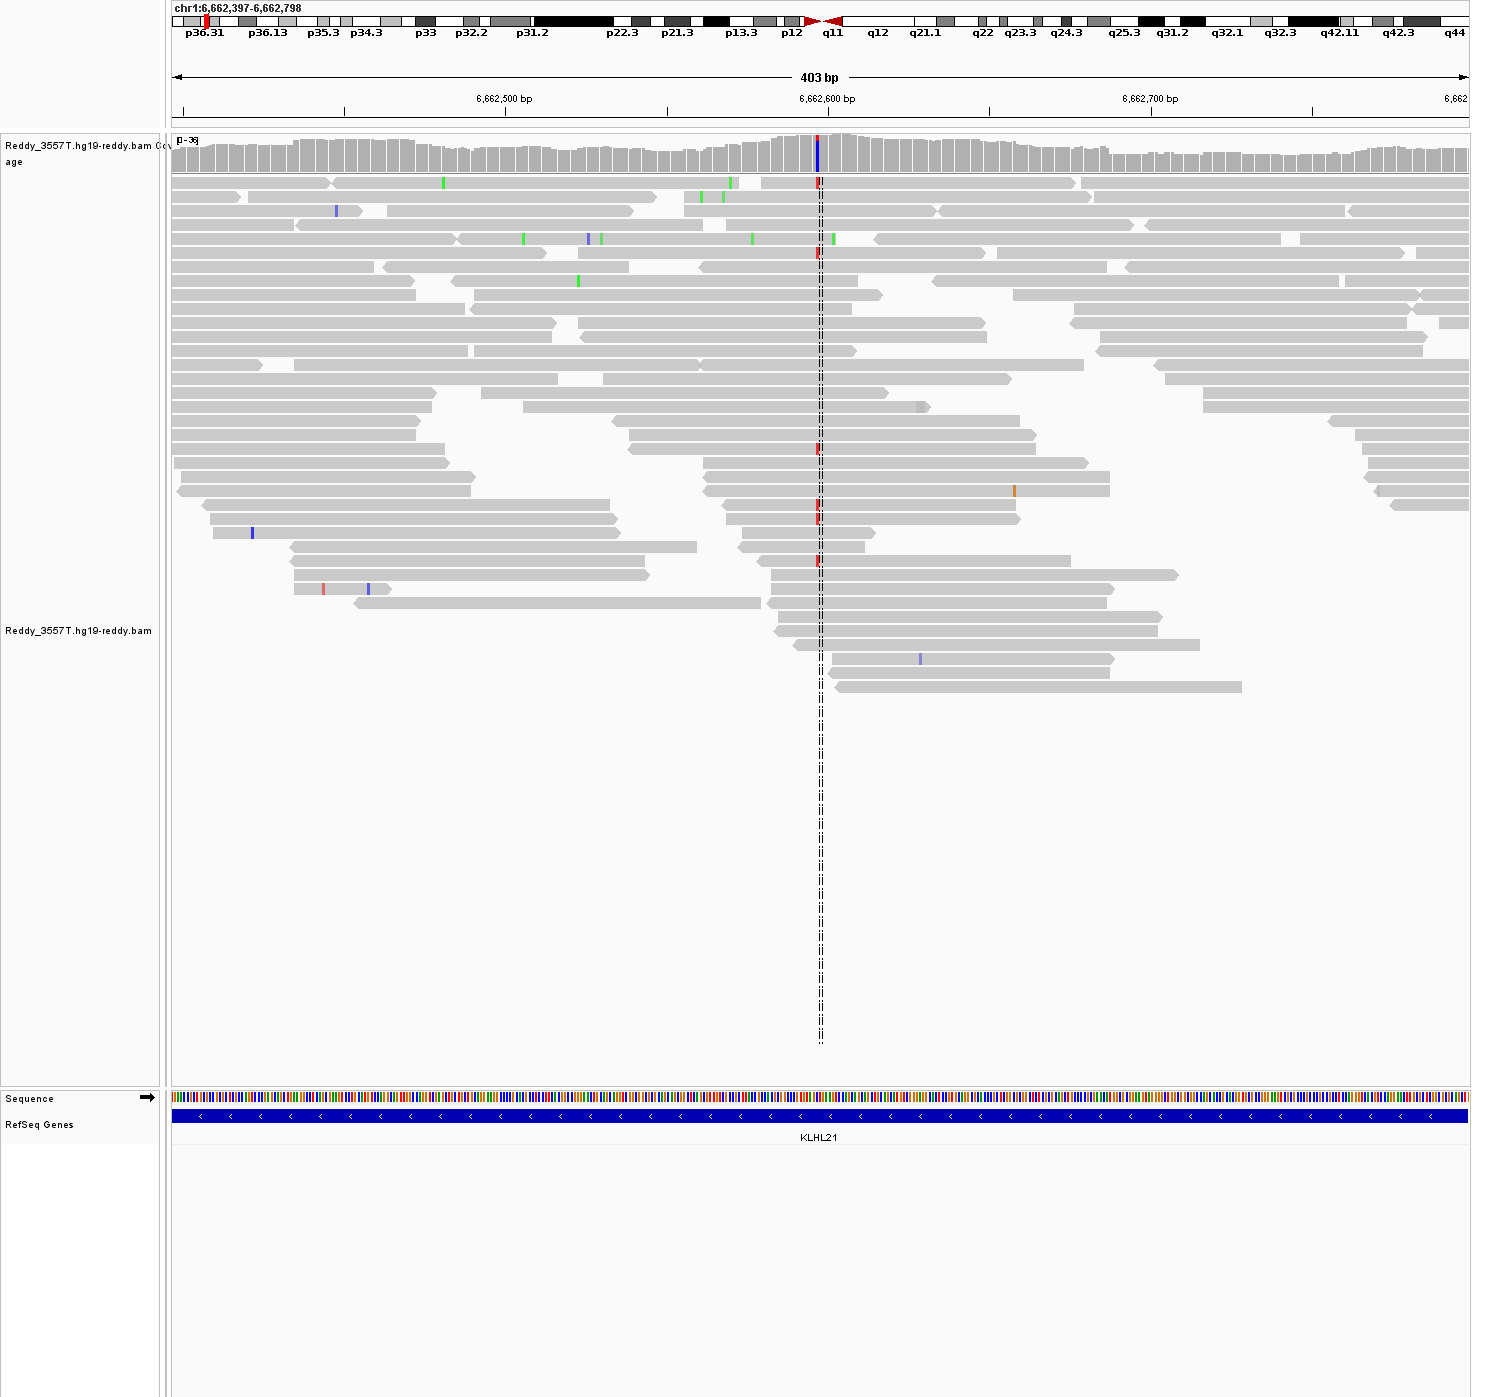 chr1:6,662,397-6,662,798
p36.31 p36.13 p35.3 p34.3 p33 p32.2 p31.2 p22.3 p21.3 p13.3 p12 q11 q12 q21.1 q22 q23.3 q24.3 q25.3 q31.2 q32.1 q32.3 q42.11 q42.3 q44
403 bp
6,662,500 bp 6,662,600 bp 6,662,700 bp 6,662
[0-36]
Reddy_3557T.hg19-reddy.bam Cov
age
Reddy_3557T.hg19-reddy.bam
Sequence
RefSeq Genes
KLHL21